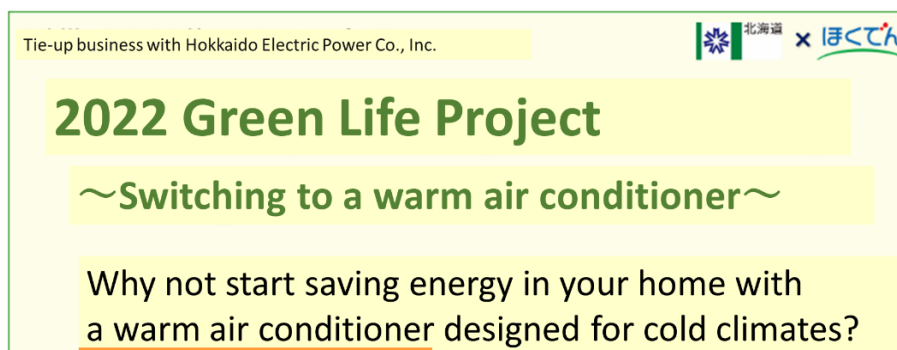 Tie-up business with Hokkaido Electric Power Co., Inc.
北海道 × ほくでん
2022 Green Life Project
～Switching to a warm air conditioner～
Why not start saving energy in your home with
a warm air conditioner designed for cold climates?